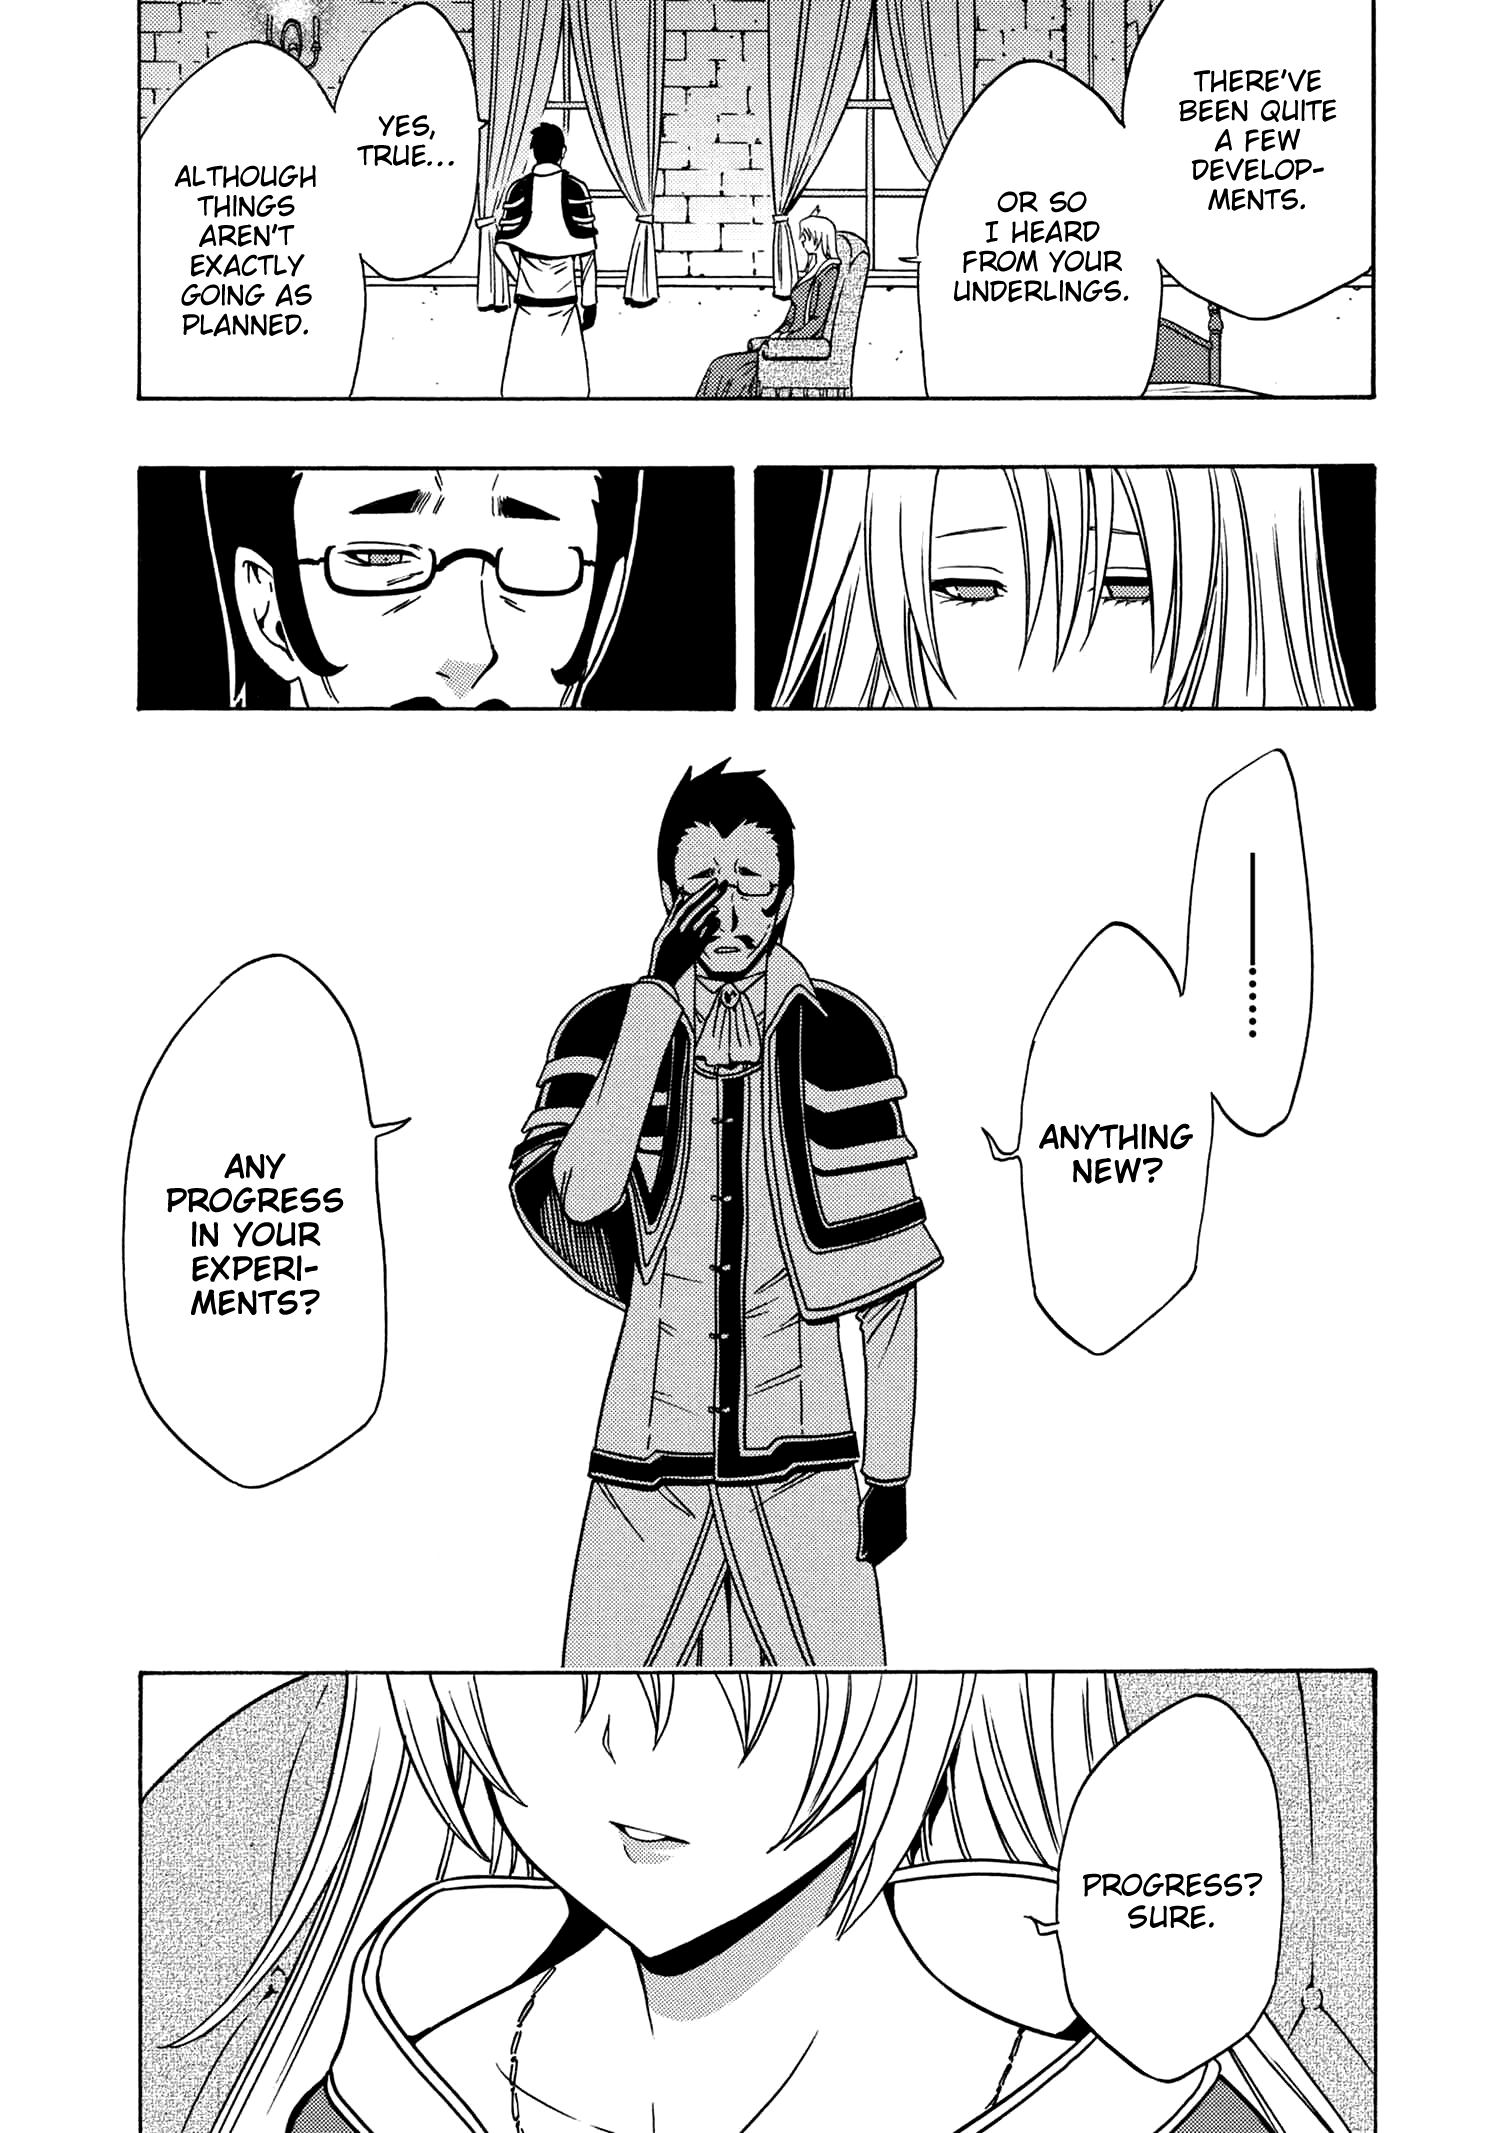 THERE'VE
BEEN QUITE
A FEW
DEVELOP-
MENTS.
OR SO
I HEARD
FROM YOUR
UNDERLINGS.
YES,
TRUE...
ALTHOUGH
THINGS
AREN'T
EXACTLY
GOING AS
PLANNED.
—......
ANYTHING
NEW?
ANY
PROGRESS
IN YOUR
EXPERI-
MENTS?
PROGRESS?
SURE.